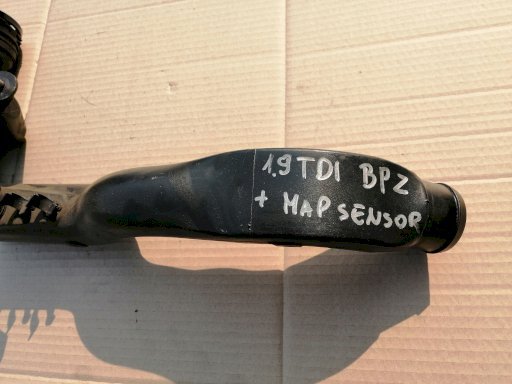 1.9 TDI BPZ
+ MAP SENSOR